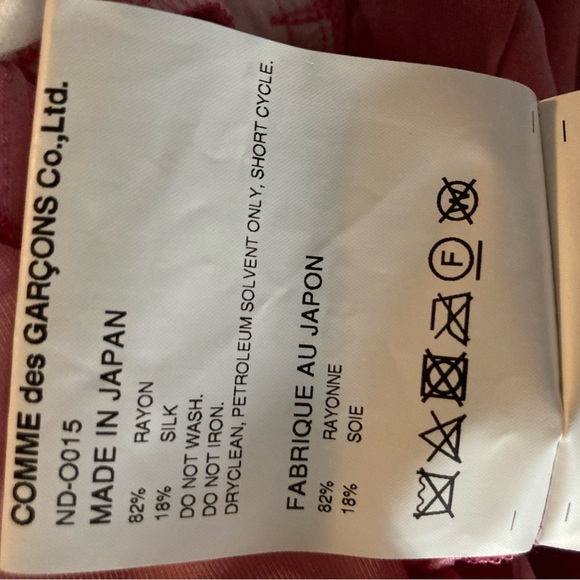 COMME des GARÇONS Co.,Ltd.
ND-O015
MADE IN JAPAN
82% RAYON
18% SILK
DO NOT WASH.
DO NOT IRON.
DRYCLEAN, PETROLEUM SOLVENT ONLY, SHORT CYCLE.
FABRIQUE AU JAPON
82% RAYONNE
18% SOIE
F W